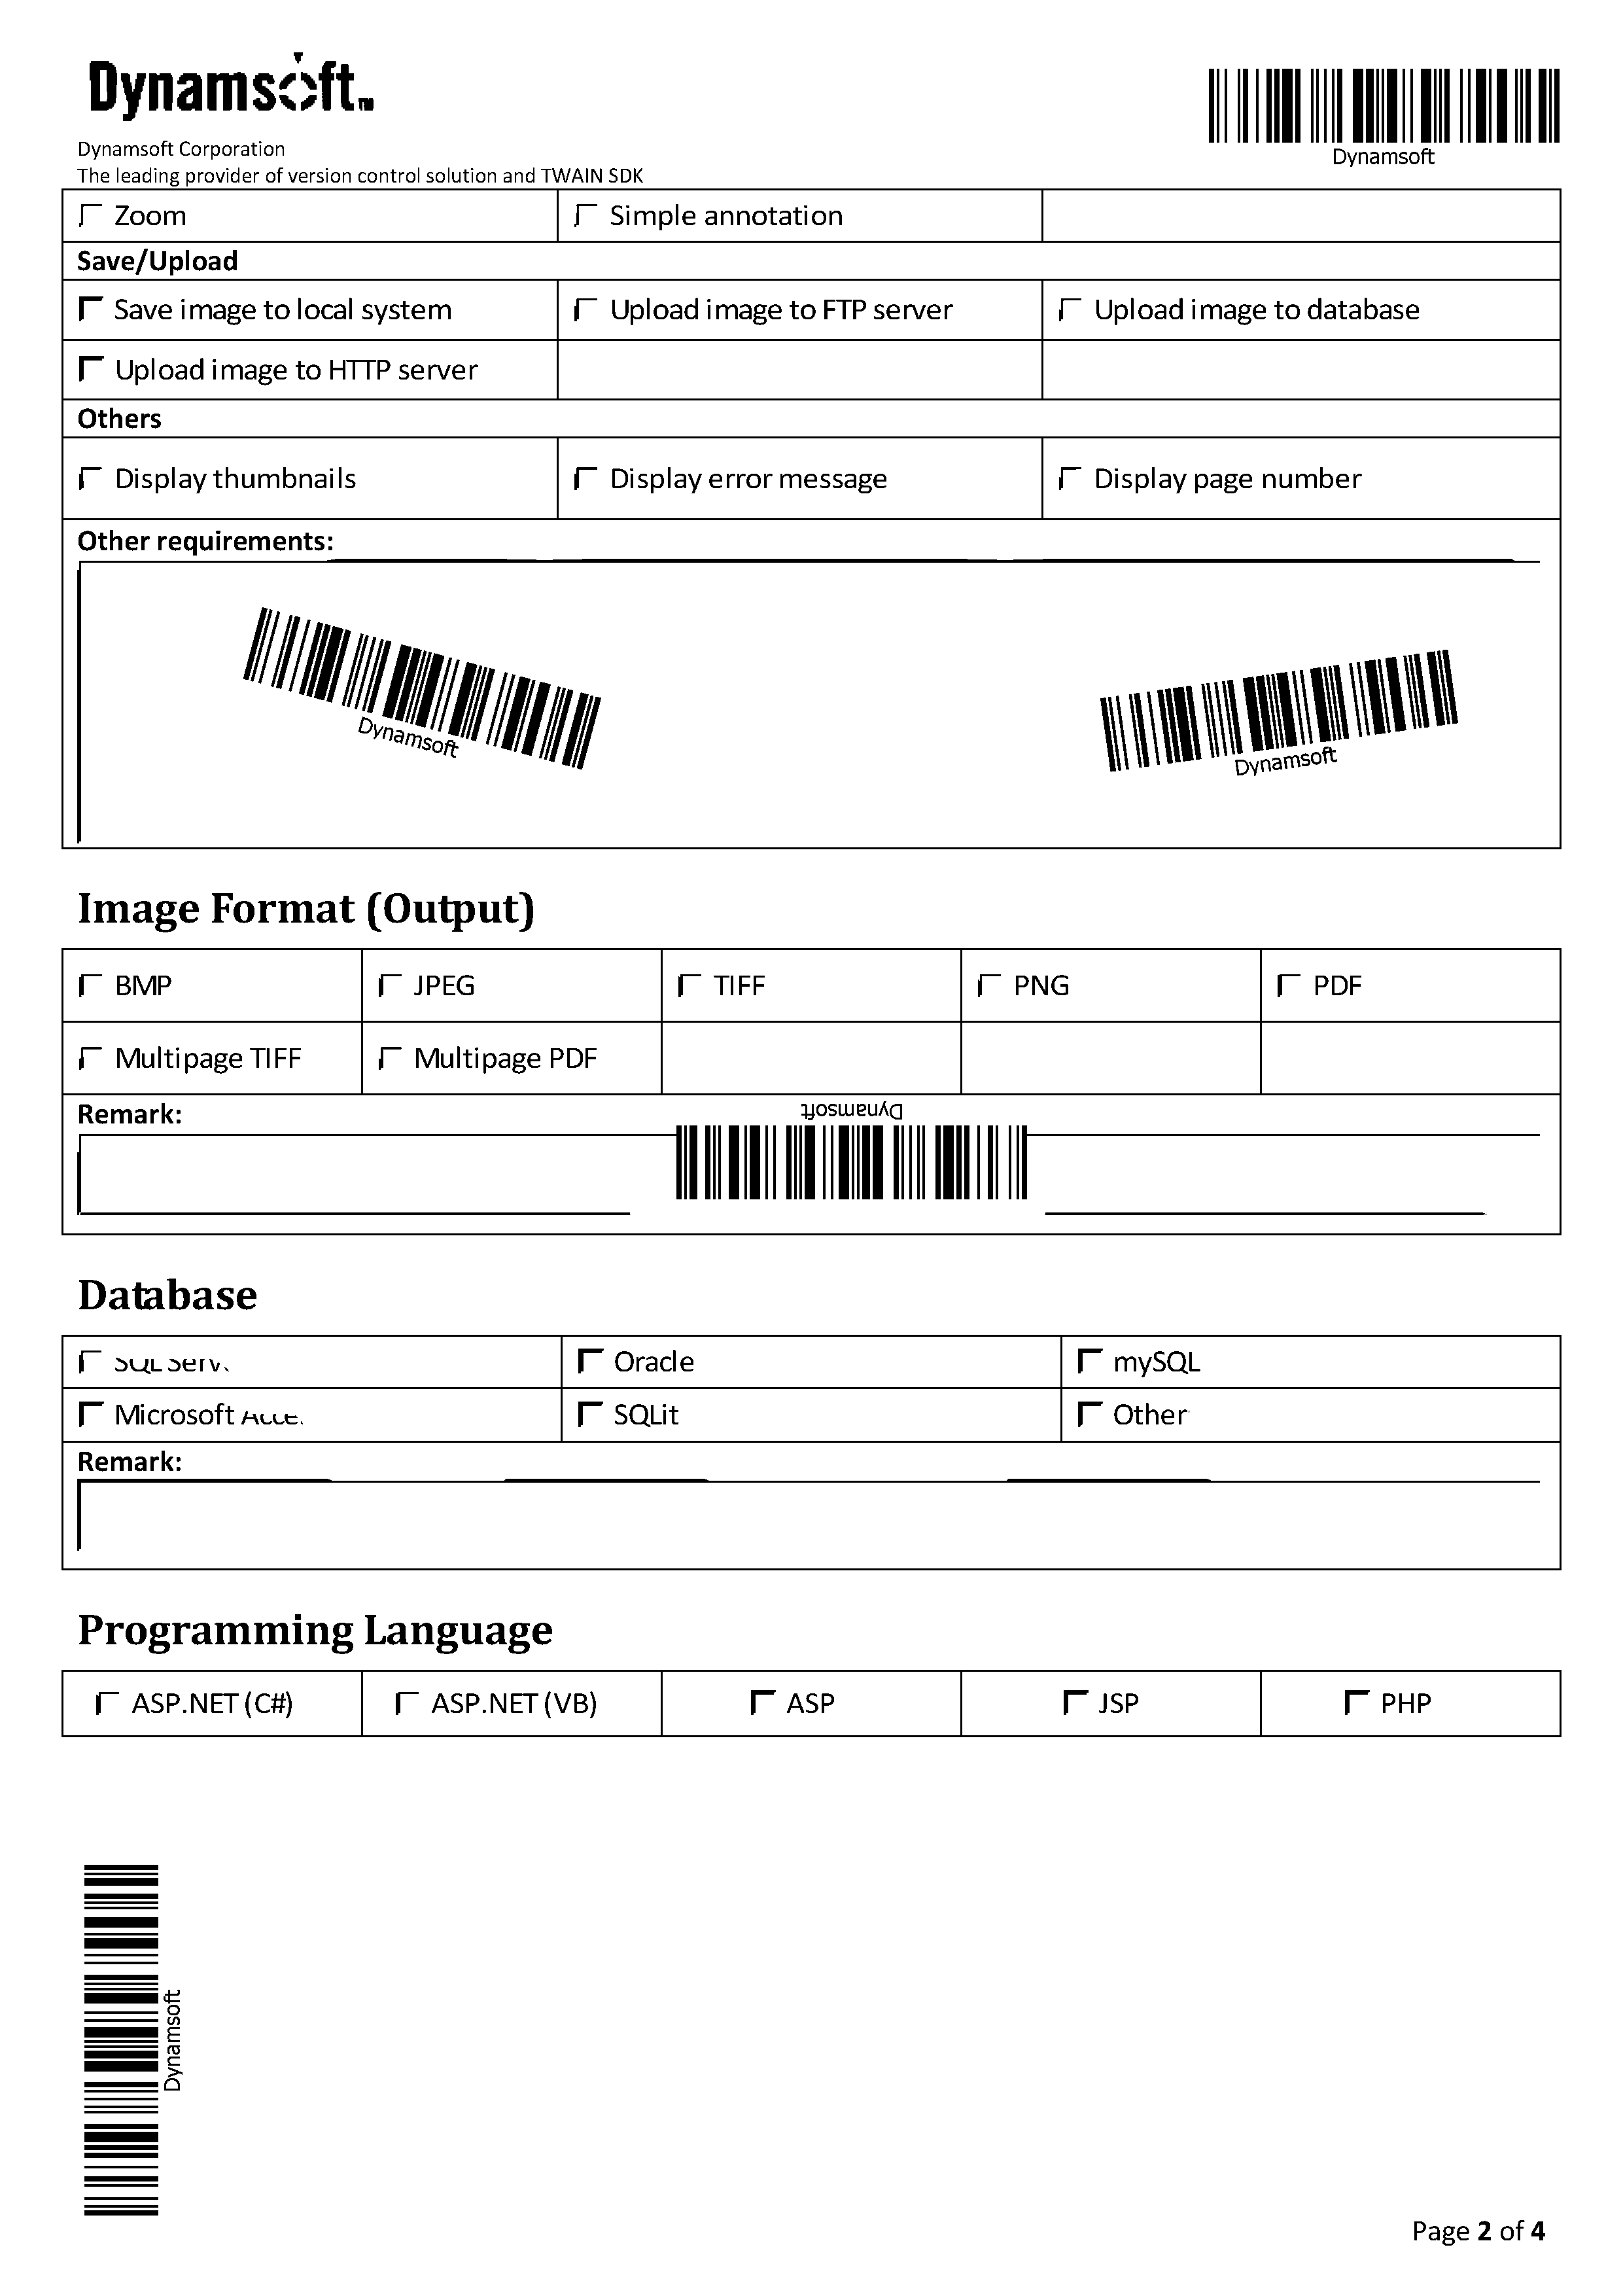 Dynamsoft
Dynamsoft Corporation
The leading provider of version control solution and TWAIN SDK
Dynamsoft
Zoom
Simple annotation
Save/Upload
Save image to local system
Upload image to FTP server
Upload image to database
Upload image to HTTP server
Others
Display thumbnails
Display error message
Display page number
Other requirements:
Dynamsoft
Dynamsoft
Image Format (Output)
BMP
JPEG
TIFF
PNG
PDF
Multipage TIFF
Multipage PDF
Remark:
Dynamsoft
Database
SQL
Oracle
mySQL
Microsoft
SQLit
Other
Remark:
Programming Language
ASP.NET (C#)
ASP.NET (VB)
ASP
JSP
PHP
Dynamsoft
Page 2 of 4